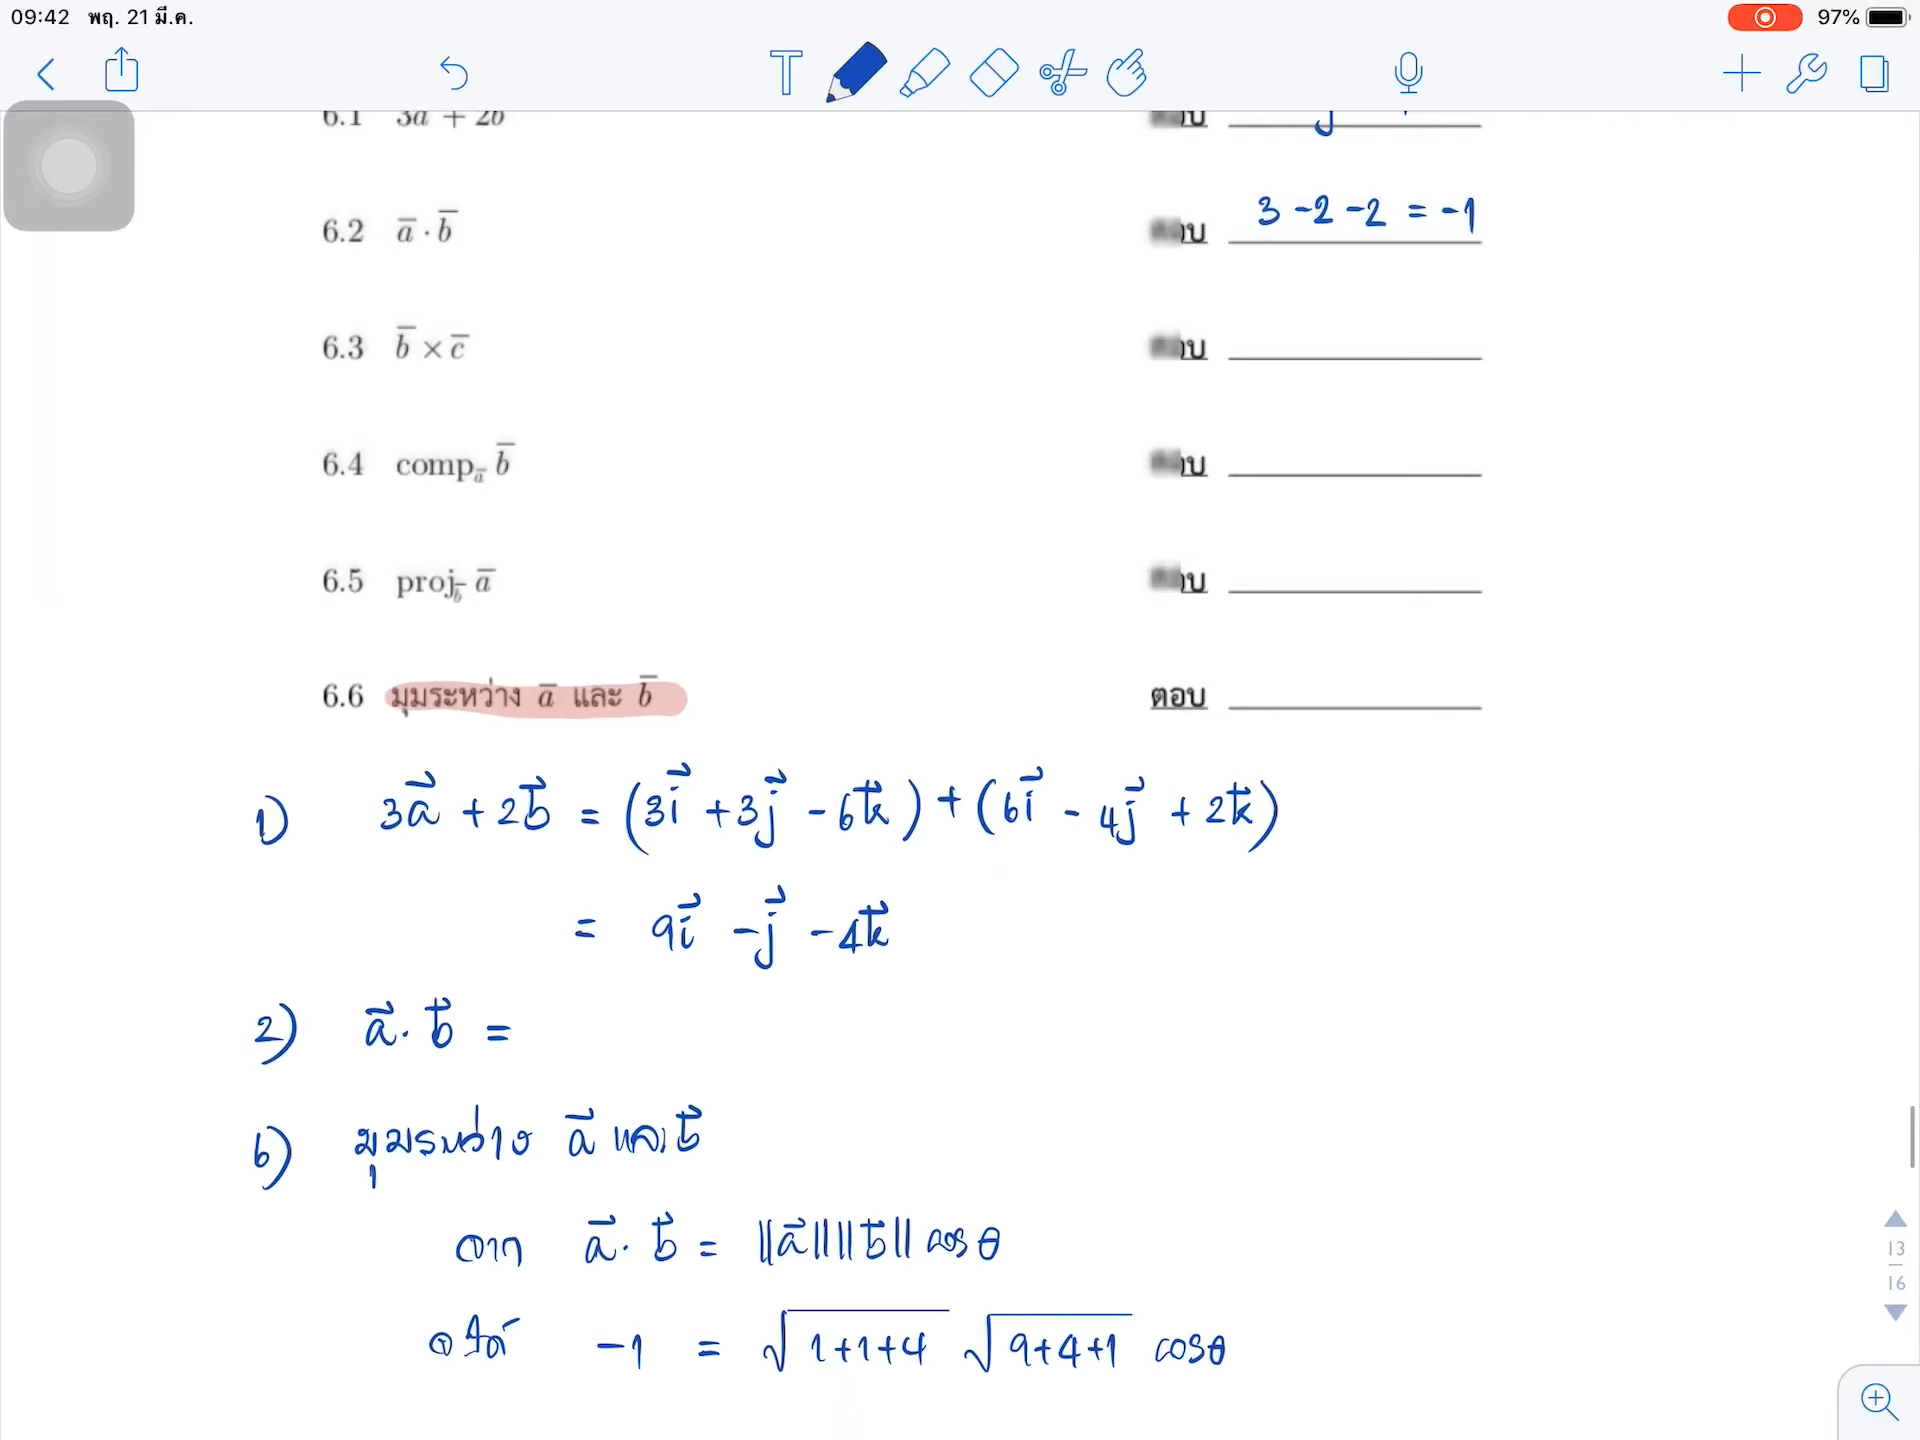 09:42 พฤ. 21 มี.ค. 97%
6.1 3a + 2b
6.2 a̅ · b̅ ตอบ 3 -2 -2 = -1
6.3 b̅ × c̅ ตอบ
6.4 comp_a̅ b̅ ตอบ
6.5 proj_b̅ a̅ ตอบ
6.6 มุมระหว่าง a̅ และ b̅ ตอบ
1) 3a⃗ + 2b⃗ = (3i⃗ + 3j⃗ - 6k⃗) + (6i⃗ - 4j⃗ + 2k⃗)
= 9i⃗ - j⃗ - 4k⃗
2) a⃗ · b⃗ =
6) มุมระหว่าง a⃗ และ b⃗
จาก a⃗ · b⃗ = ‖a⃗‖ ‖b⃗‖ cos θ
จะได้ -1 = √(1+1+4) √(9+4+1) cosθ
13
16